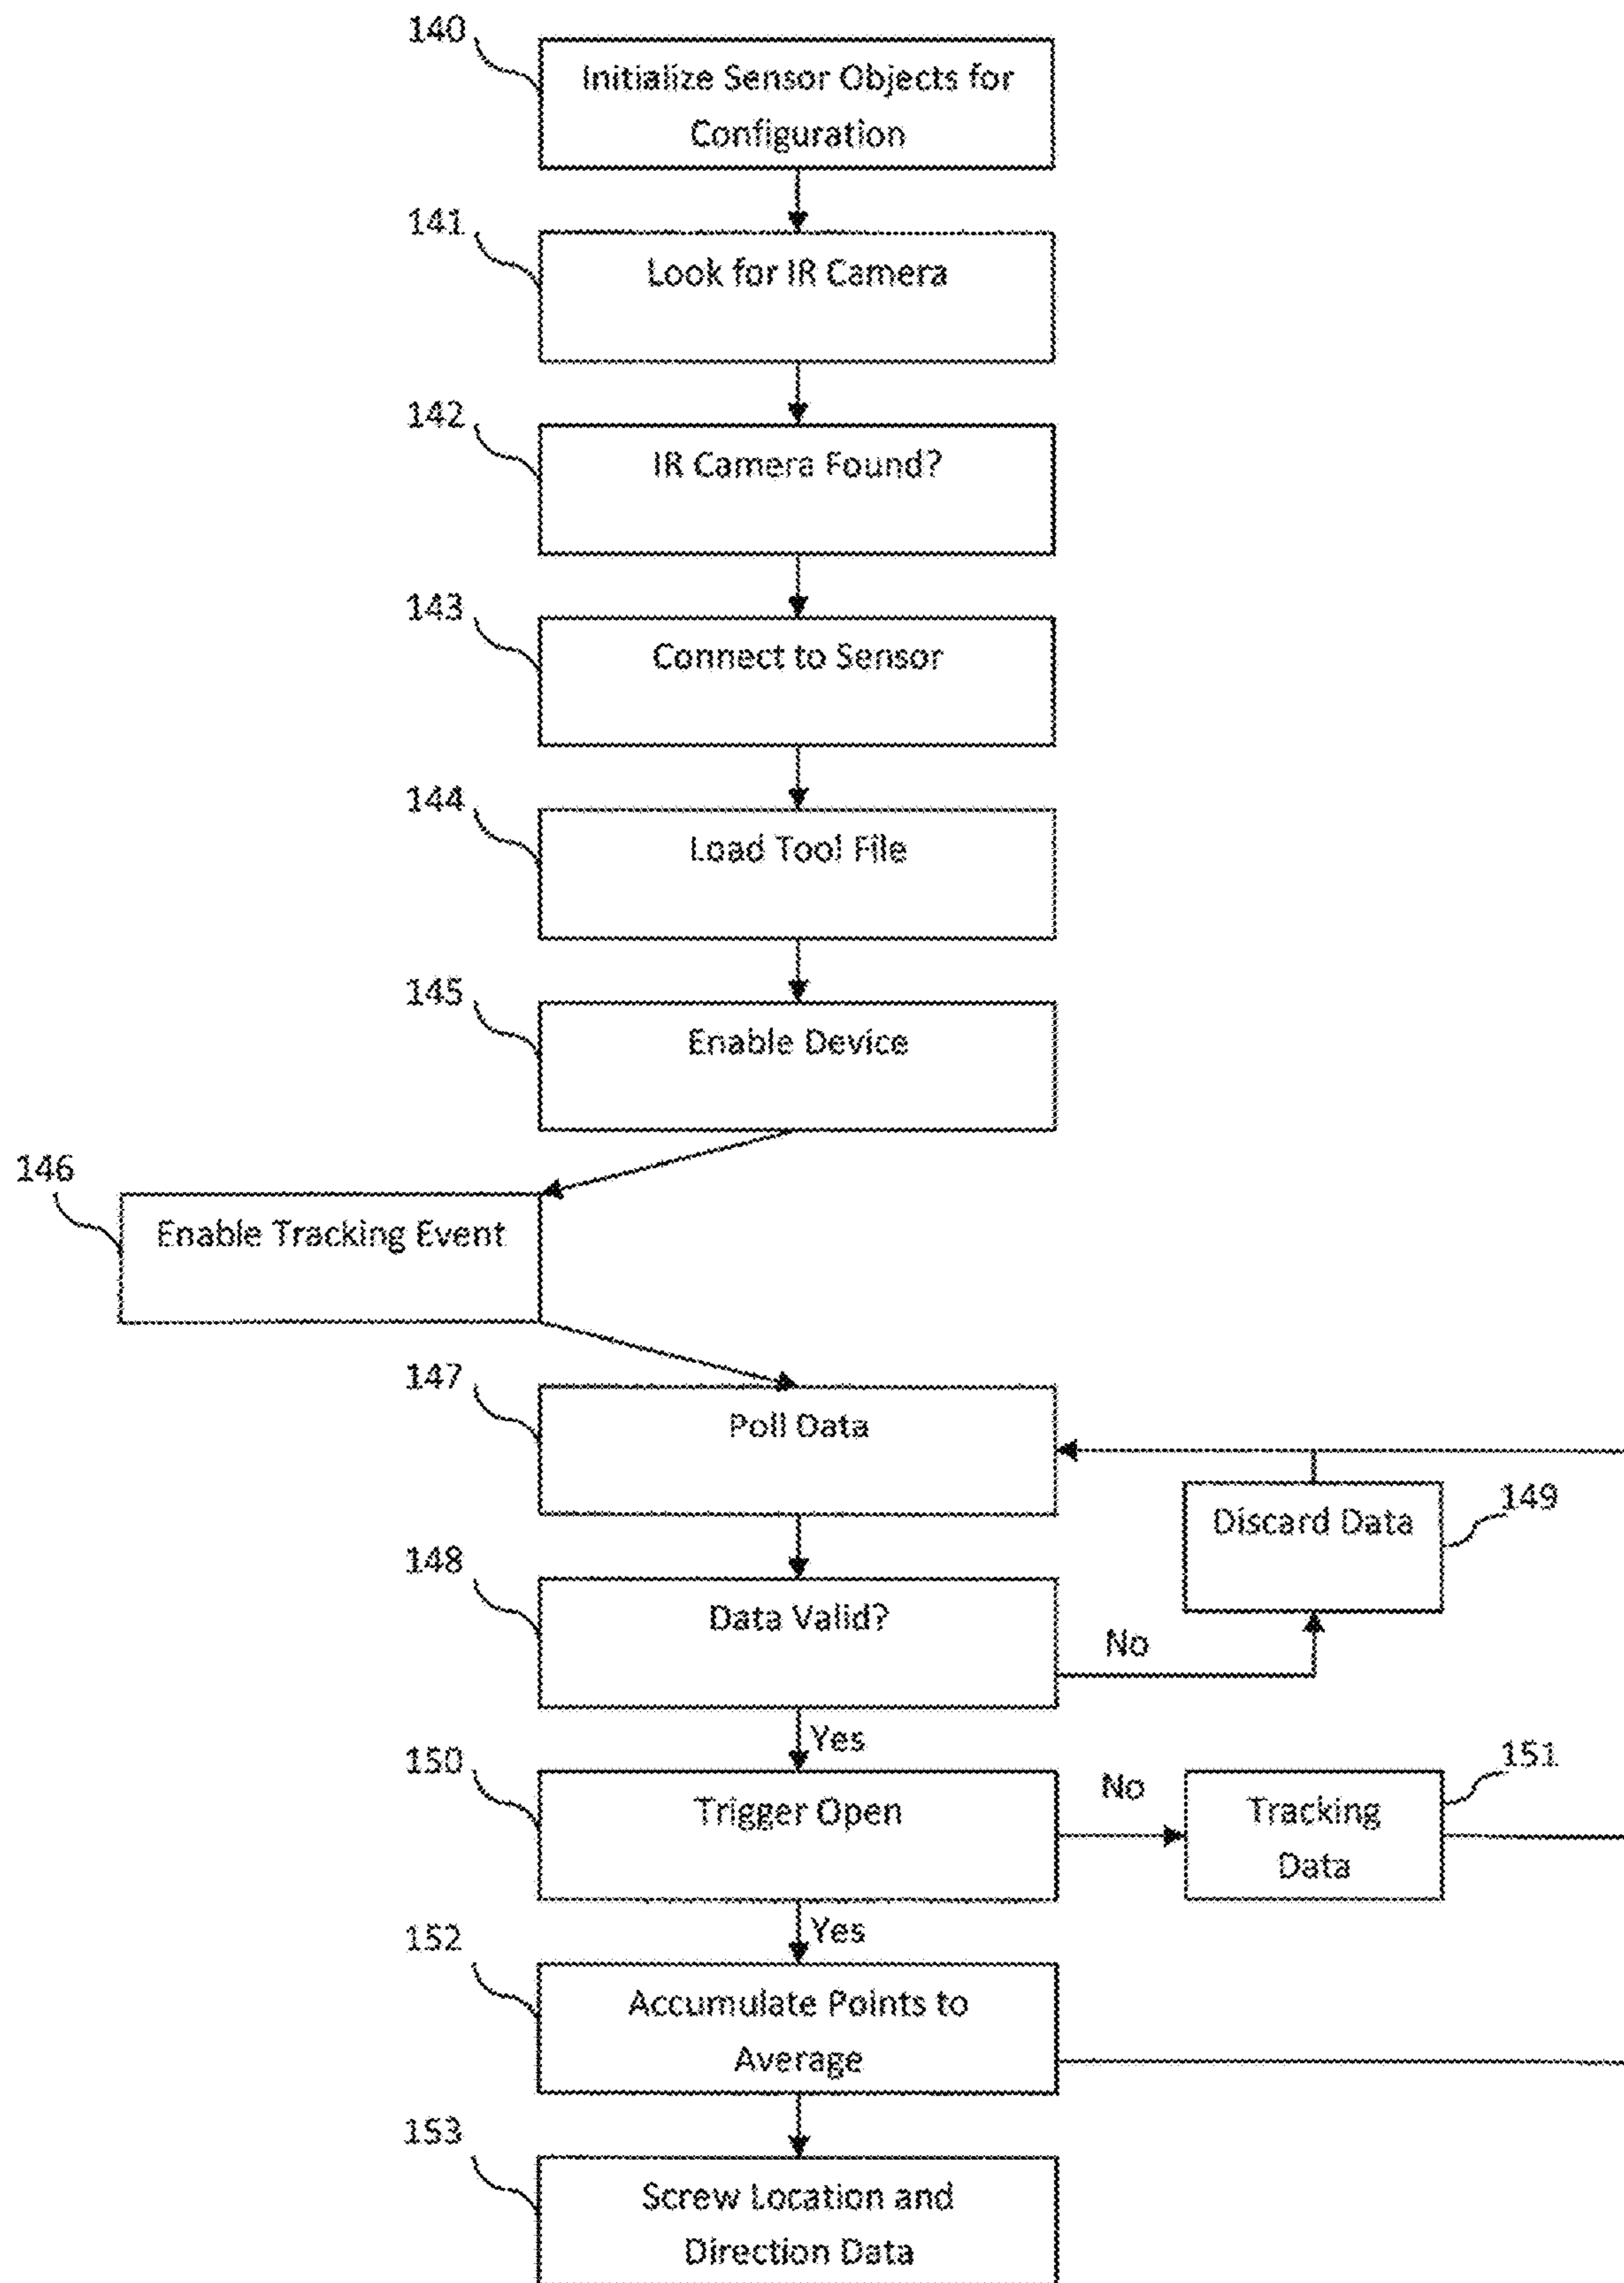 140
Initialize Sensor Objects for
Configuration
141
Look for IR Camera
142
IR Camera Found?
143
Connect to Sensor
144
Load Tool File
145
Enable Device
146
Enable Tracking Event
147
Poll Data
149
Discard Data
148
Data Valid?
No
Yes
150
Trigger Open
No
151
Tracking
Data
Yes
152
Accumulate Points to
Average
153
Screw Location and
Direction Data